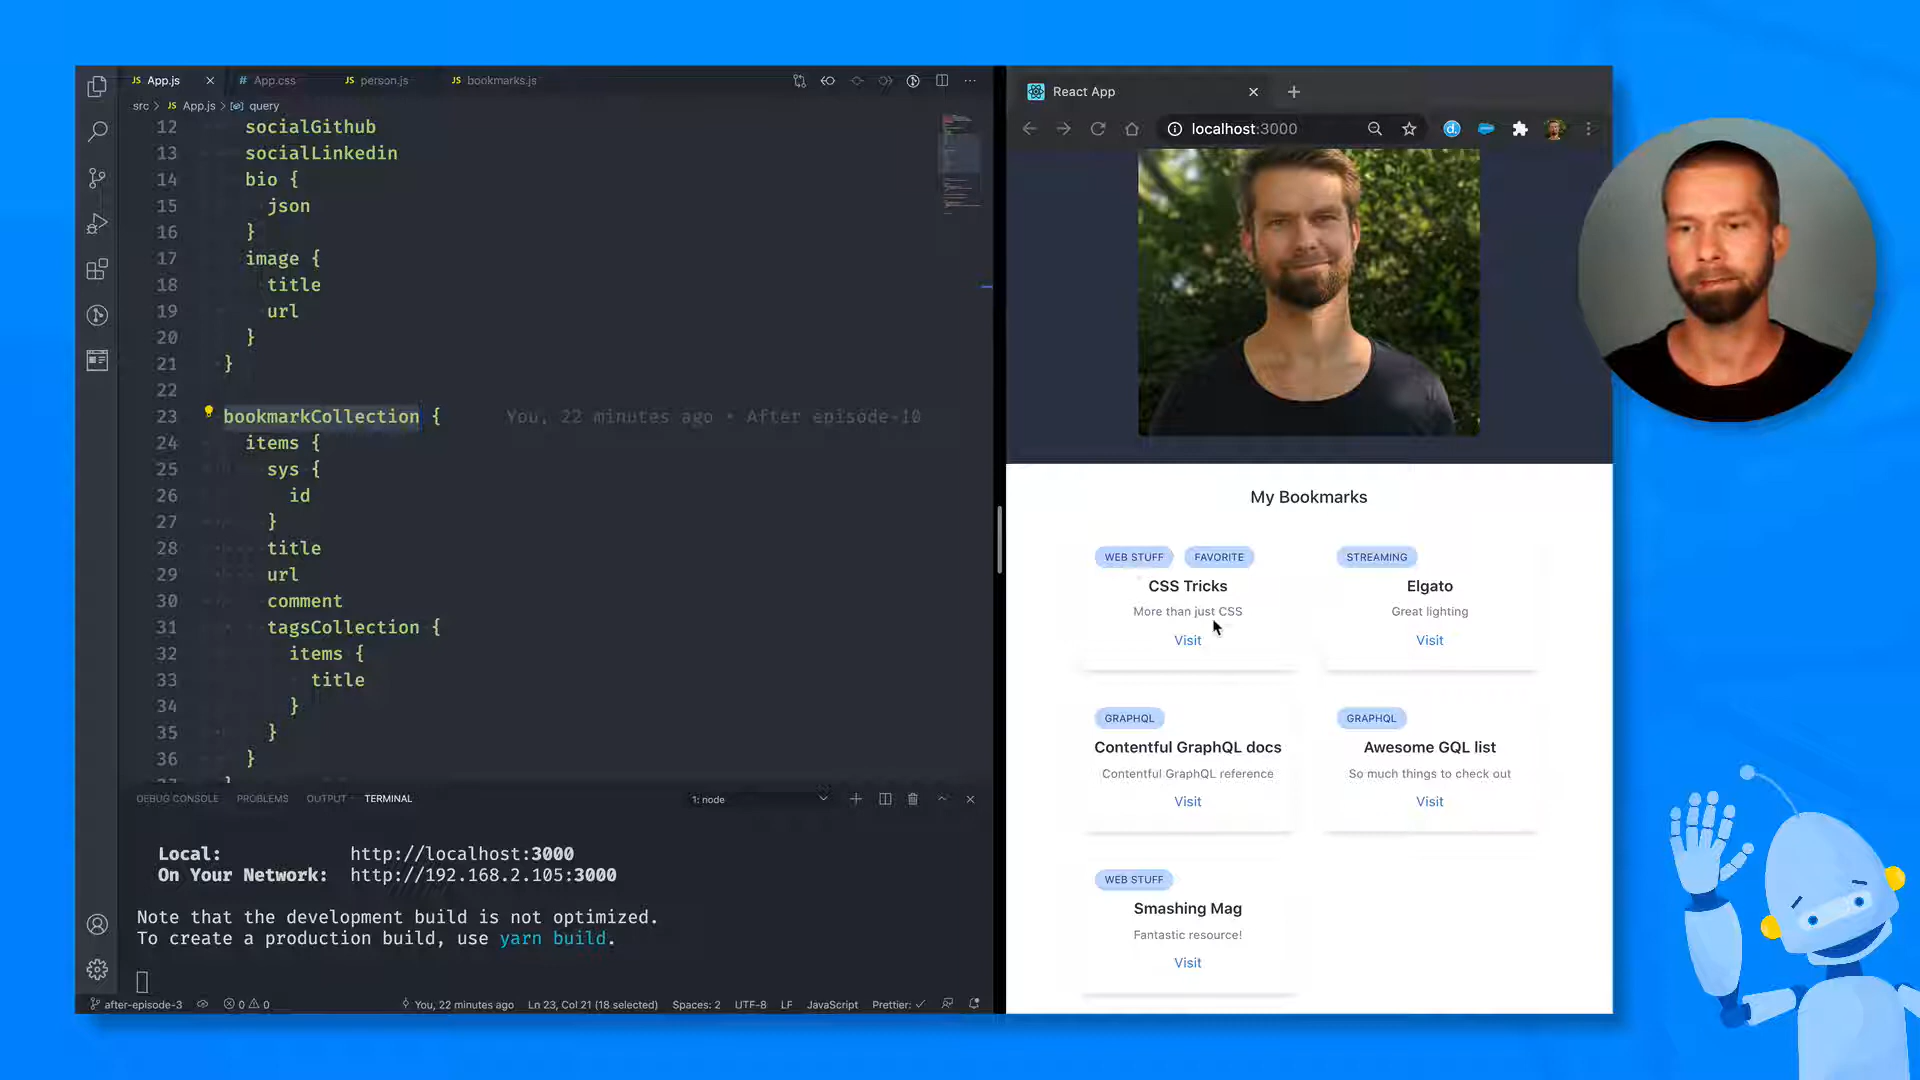 JS App.js
# App.css
JS person.js
JS bookmarks.js
src > JS App.js > query
12 socialGithub
13 socialLinkedin
14 bio {
15 json
16 }
17 image {
18 title
19 url
20 }
21 }
22
23 bookmarkCollection { You, 22 minutes ago • After episode-10
24 items {
25 sys {
26 id
27 }
28 title
29 url
30 comment
31 tagsCollection {
32 items {
33 title
34 }
35 }
36 }
DEBUG CONSOLE PROBLEMS OUTPUT TERMINAL 1: node
Local: http://localhost:3000
On Your Network: http://192.168.2.105:3000
Note that the development build is not optimized.
To create a production build, use yarn build.
after-episode-3 0 0 You, 22 minutes ago Ln 23, Col 21 (18 selected) Spaces: 2 UTF-8 LF JavaScript Prettier: ✓
React App
localhost:3000
d.
My Bookmarks
WEB STUFF FAVORITE
CSS Tricks
More than just CSS
Visit
STREAMING
Elgato
Great lighting
Visit
GRAPHQL
Contentful GraphQL docs
Contentful GraphQL reference
Visit
GRAPHQL
Awesome GQL list
So much things to check out
Visit
WEB STUFF
Smashing Mag
Fantastic resource!
Visit